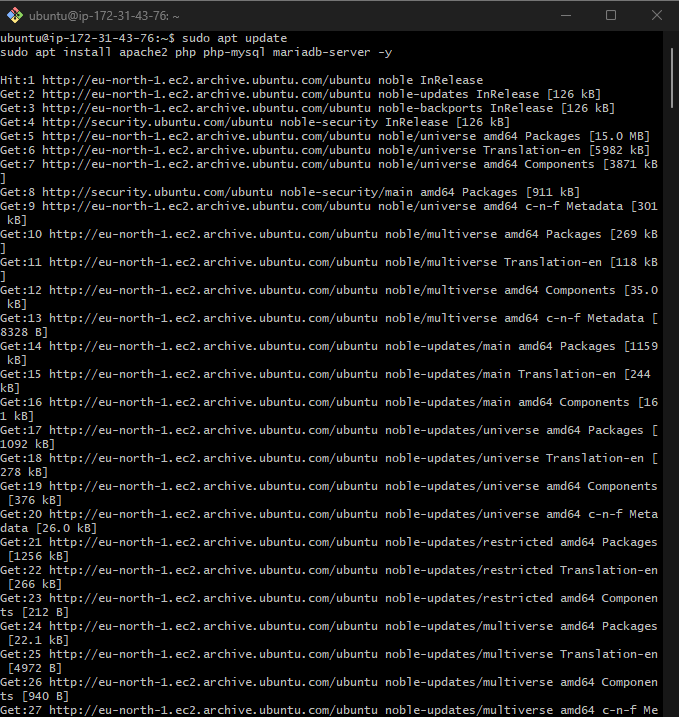 ubuntu@ip-172-31-43-76: ~
ubuntu@ip-172-31-43-76:~$ sudo apt update
sudo apt install apache2 php php-mysql mariadb-server -y
Hit:1 http://eu-north-1.ec2.archive.ubuntu.com/ubuntu noble InRelease
Get:2 http://eu-north-1.ec2.archive.ubuntu.com/ubuntu noble-updates InRelease [126 kB]
Get:3 http://eu-north-1.ec2.archive.ubuntu.com/ubuntu noble-backports InRelease [126 kB]
Get:4 http://security.ubuntu.com/ubuntu noble-security InRelease [126 kB]
Get:5 http://eu-north-1.ec2.archive.ubuntu.com/ubuntu noble/universe amd64 Packages [15.0 MB]
Get:6 http://eu-north-1.ec2.archive.ubuntu.com/ubuntu noble/universe Translation-en [5982 kB]
Get:7 http://eu-north-1.ec2.archive.ubuntu.com/ubuntu noble/universe amd64 Components [3871 kB
]
Get:8 http://security.ubuntu.com/ubuntu noble-security/main amd64 Packages [911 kB]
Get:9 http://eu-north-1.ec2.archive.ubuntu.com/ubuntu noble/universe amd64 c-n-f Metadata [301
 kB]
Get:10 http://eu-north-1.ec2.archive.ubuntu.com/ubuntu noble/multiverse amd64 Packages [269 kB
]
Get:11 http://eu-north-1.ec2.archive.ubuntu.com/ubuntu noble/multiverse Translation-en [118 kB
]
Get:12 http://eu-north-1.ec2.archive.ubuntu.com/ubuntu noble/multiverse amd64 Components [35.0
 kB]
Get:13 http://eu-north-1.ec2.archive.ubuntu.com/ubuntu noble/multiverse amd64 c-n-f Metadata [
8328 B]
Get:14 http://eu-north-1.ec2.archive.ubuntu.com/ubuntu noble-updates/main amd64 Packages [1159
 kB]
Get:15 http://eu-north-1.ec2.archive.ubuntu.com/ubuntu noble-updates/main Translation-en [244
kB]
Get:16 http://eu-north-1.ec2.archive.ubuntu.com/ubuntu noble-updates/main amd64 Components [16
1 kB]
Get:17 http://eu-north-1.ec2.archive.ubuntu.com/ubuntu noble-updates/universe amd64 Packages [
1092 kB]
Get:18 http://eu-north-1.ec2.archive.ubuntu.com/ubuntu noble-updates/universe Translation-en [
278 kB]
Get:19 http://eu-north-1.ec2.archive.ubuntu.com/ubuntu noble-updates/universe amd64 Components
 [376 kB]
Get:20 http://eu-north-1.ec2.archive.ubuntu.com/ubuntu noble-updates/universe amd64 c-n-f Meta
data [26.0 kB]
Get:21 http://eu-north-1.ec2.archive.ubuntu.com/ubuntu noble-updates/restricted amd64 Packages
 [1256 kB]
Get:22 http://eu-north-1.ec2.archive.ubuntu.com/ubuntu noble-updates/restricted Translation-en
 [266 kB]
Get:23 http://eu-north-1.ec2.archive.ubuntu.com/ubuntu noble-updates/restricted amd64 Componen
ts [212 B]
Get:24 http://eu-north-1.ec2.archive.ubuntu.com/ubuntu noble-updates/multiverse amd64 Packages
 [22.1 kB]
Get:25 http://eu-north-1.ec2.archive.ubuntu.com/ubuntu noble-updates/multiverse Translation-en
 [4972 B]
Get:26 http://eu-north-1.ec2.archive.ubuntu.com/ubuntu noble-updates/multiverse amd64 Componen
ts [940 B]
Get:27 http://eu-north-1.ec2.archive.ubuntu.com/ubuntu noble-updates/multiverse amd64 c-n-f Me